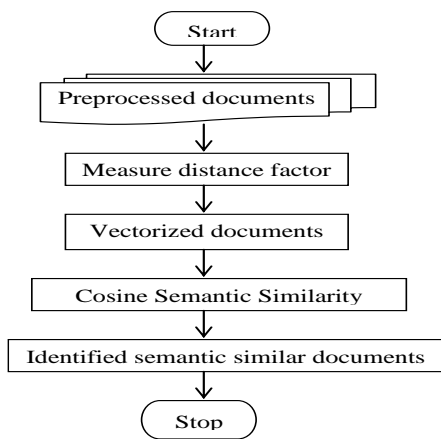 Start
Preprocessed documents
Measure distance factor
Vectorized documents
Cosine Semantic Similarity
Identified semantic similar documents
Stop